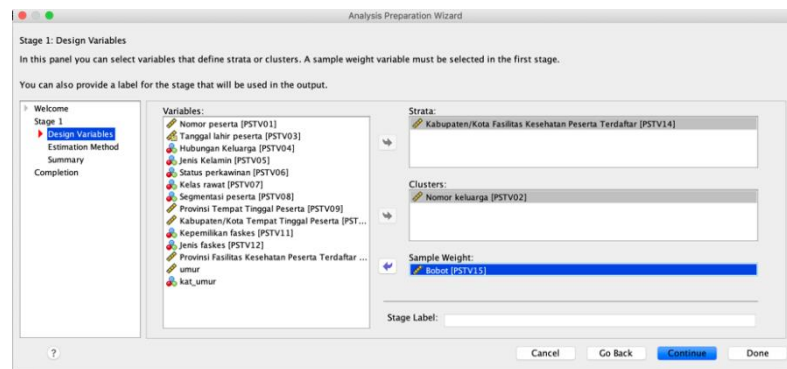 Analysis Preparation Wizard
Stage 1: Design Variables
In this panel you can select variables that define strata or clusters. A sample weight variable must be selected in the first stage.
You can also provide a label for the stage that will be used in the output.
Welcome
Stage 1
Design Variables
Estimation Method
Summary
Completion
Variables:
Nomor peserta [PSTV01]
Tanggal lahir peserta [PSTV03]
Hubungan Keluarga [PSTV04]
Jenis Kelamin [PSTV05]
Status perkawinan [PSTV06]
Kelas rawat [PSTV07]
Segmentasi peserta [PSTV08]
Provinsi Tempat Tinggal Peserta [PSTV09]
Kabupaten/Kota Tempat Tinggal Peserta [PST...
Kepemilikan faskes [PSTV11]
Jenis faskes [PSTV12]
Provinsi Fasilitas Kesehatan Peserta Terdaftar ...
umur
kat_umur
Strata:
Kabupaten/Kota Fasilitas Kesehatan Peserta Terdaftar [PSTV14]
Clusters:
Nomor keluarga [PSTV02]
Sample Weight:
Bobot [PSTV15]
Stage Label:
?
Cancel
Go Back
Continue
Done